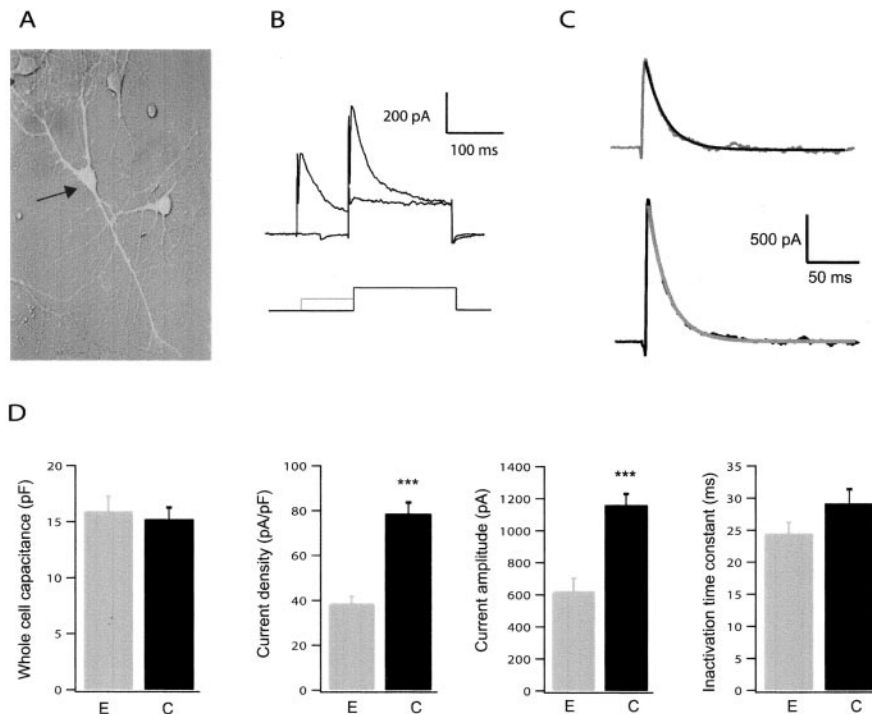 A
B
C
200 pA
100 ms
500 pA
50 ms
D
Whole cell capacitance (pF)
20
15
10
5
0
E C
Current density (pA/pF)
100
80
60
40
20
0
***
E C
Current amplitude (pA)
1400
1200
1000
800
600
400
200
0
***
E C
Inactivation time constant (ms)
35
30
25
20
15
10
5
0
E C